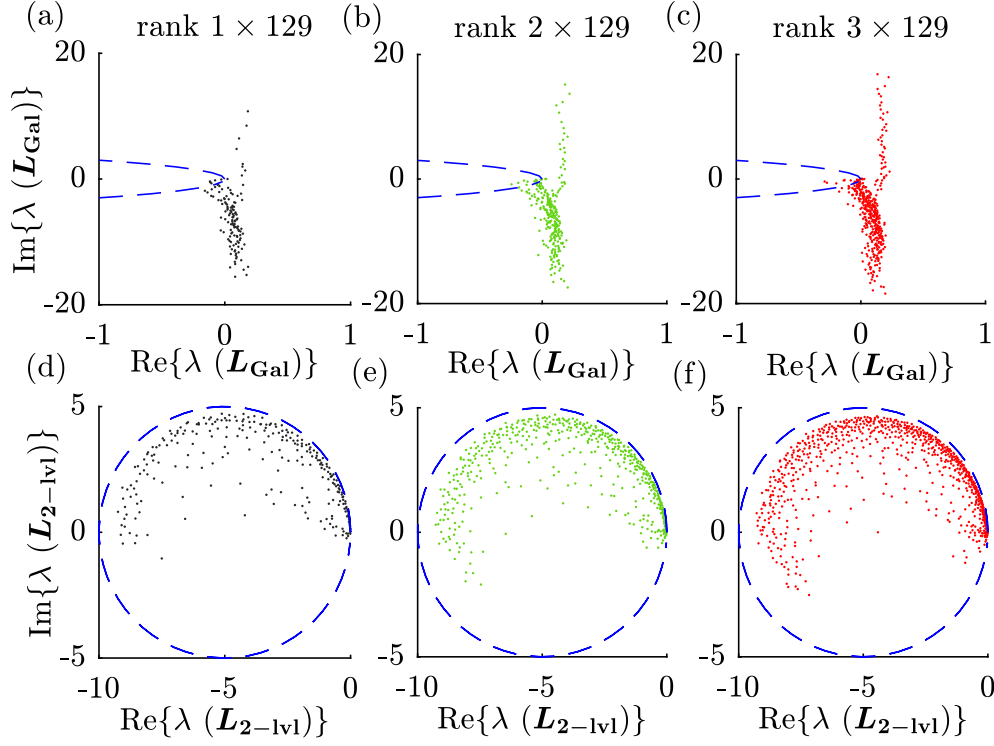 (a) rank 1 × 129 (b) rank 2 × 129 (c) rank 3 × 129
Im{λ (L_Gal)}
20 20 20
0 0 0
-20 -20 -20
-1 0 1 -1 0 1 -1 0 1
Re{λ (L_Gal)} Re{λ (L_Gal)} Re{λ (L_Gal)}
(d) (e) (f)
Im{λ (L_2−lvl)}
5 5 5
0 0 0
-5 -5 -5
-10 -5 0 -10 -5 0 -10 -5 0
Re{λ (L_2−lvl)} Re{λ (L_2−lvl)} Re{λ (L_2−lvl)}